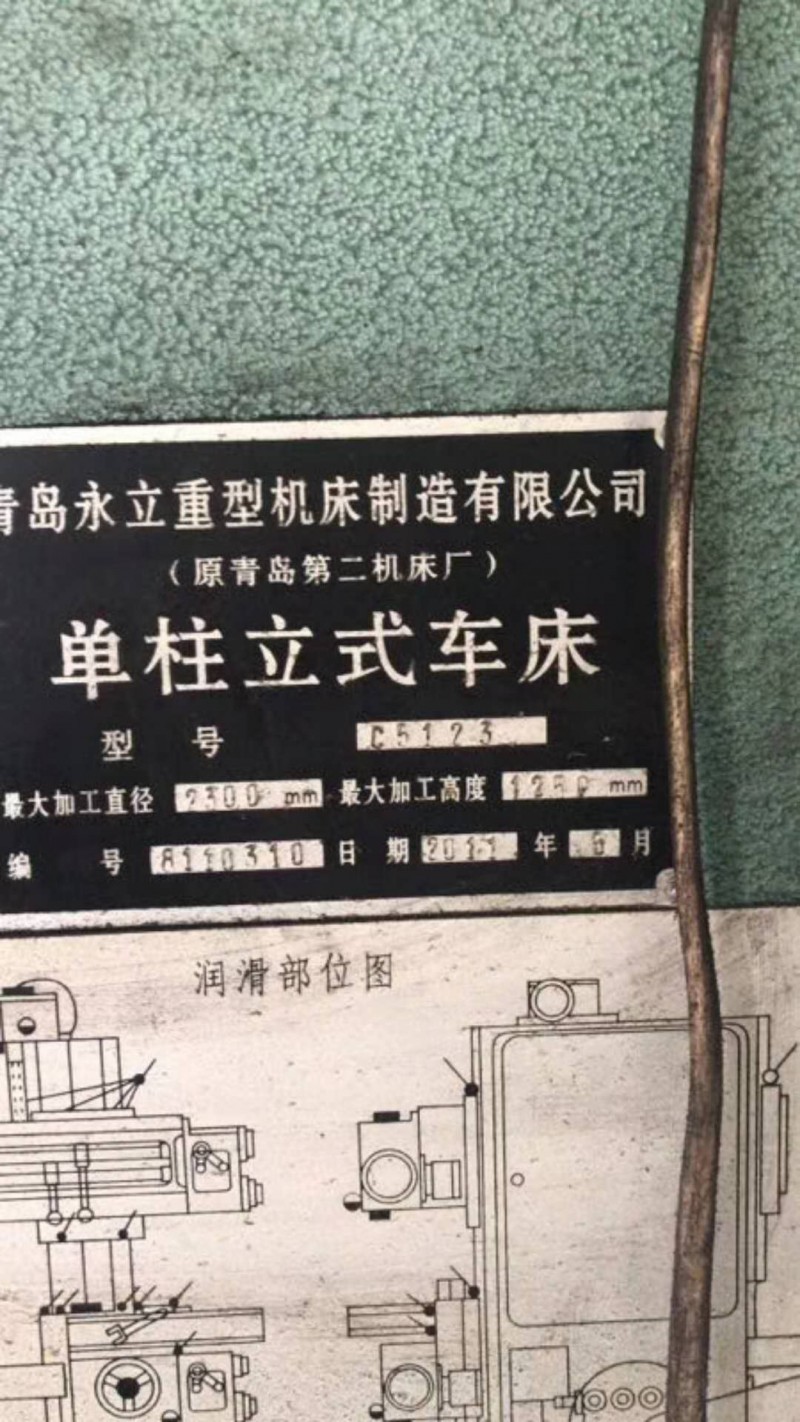 青岛永立重型机床制造有限公司
(原青岛第二机床厂)
单柱立式车床
型 号 C5123
最大加工直径 2300 mm 最大加工高度 1250 mm
编 号 8110310 日 期 2011 年 6 月
润滑部位图